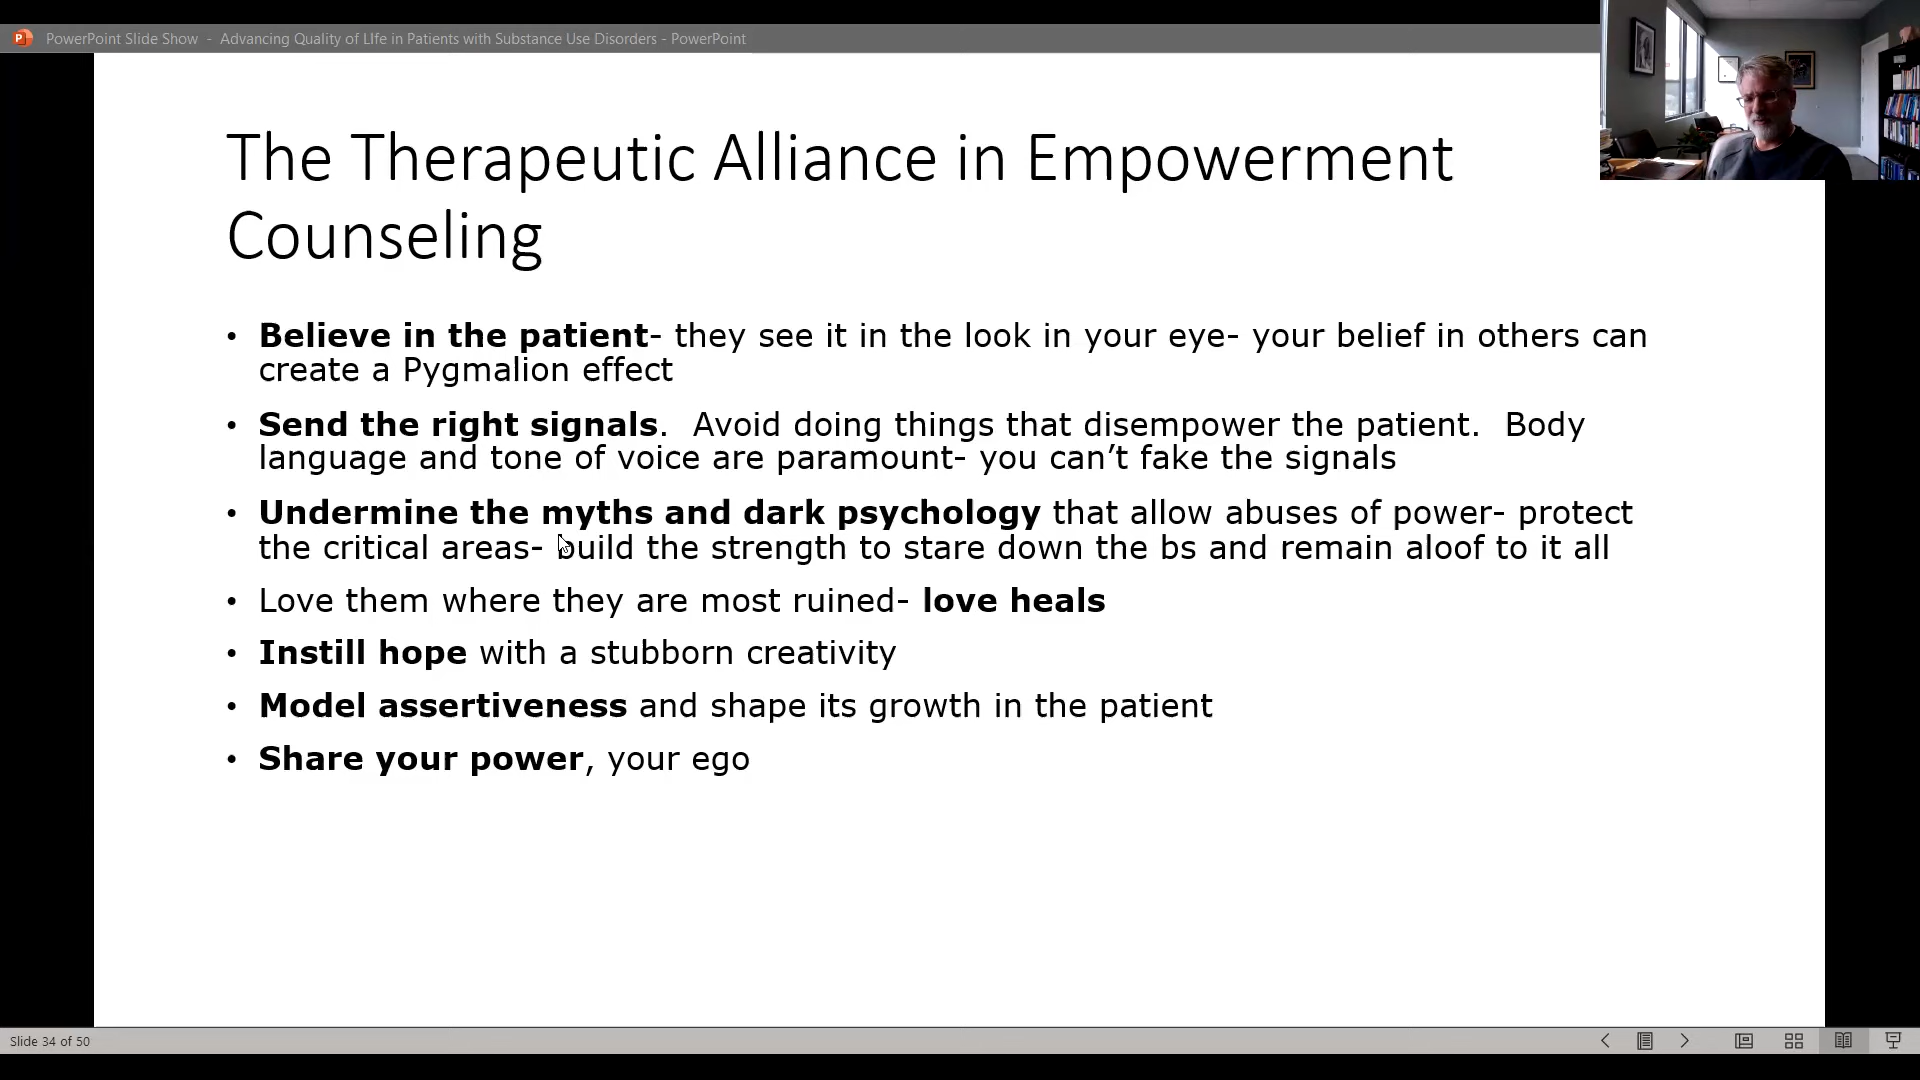 PowerPoint Slide Show - Advancing Quality of LIfe in Patients with Substance Use Disorders - PowerPoint
The Therapeutic Alliance in Empowerment
Counseling
• Believe in the patient- they see it in the look in your eye- your belief in others can
create a Pygmalion effect
• Send the right signals.  Avoid doing things that disempower the patient.  Body
language and tone of voice are paramount- you can’t fake the signals
• Undermine the myths and dark psychology that allow abuses of power- protect
the critical areas- build the strength to stare down the bs and remain aloof to it all
• Love them where they are most ruined- love heals
• Instill hope with a stubborn creativity
• Model assertiveness and shape its growth in the patient
• Share your power, your ego
Slide 34 of 50